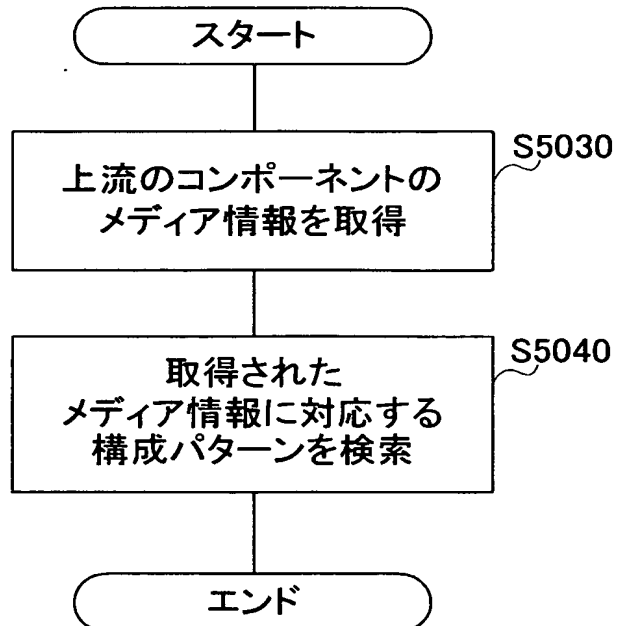 スタート
S5030
上流のコンポーネントの
メディア情報を取得
S5040
取得された
メディア情報に対応する
構成パターンを検索
エンド